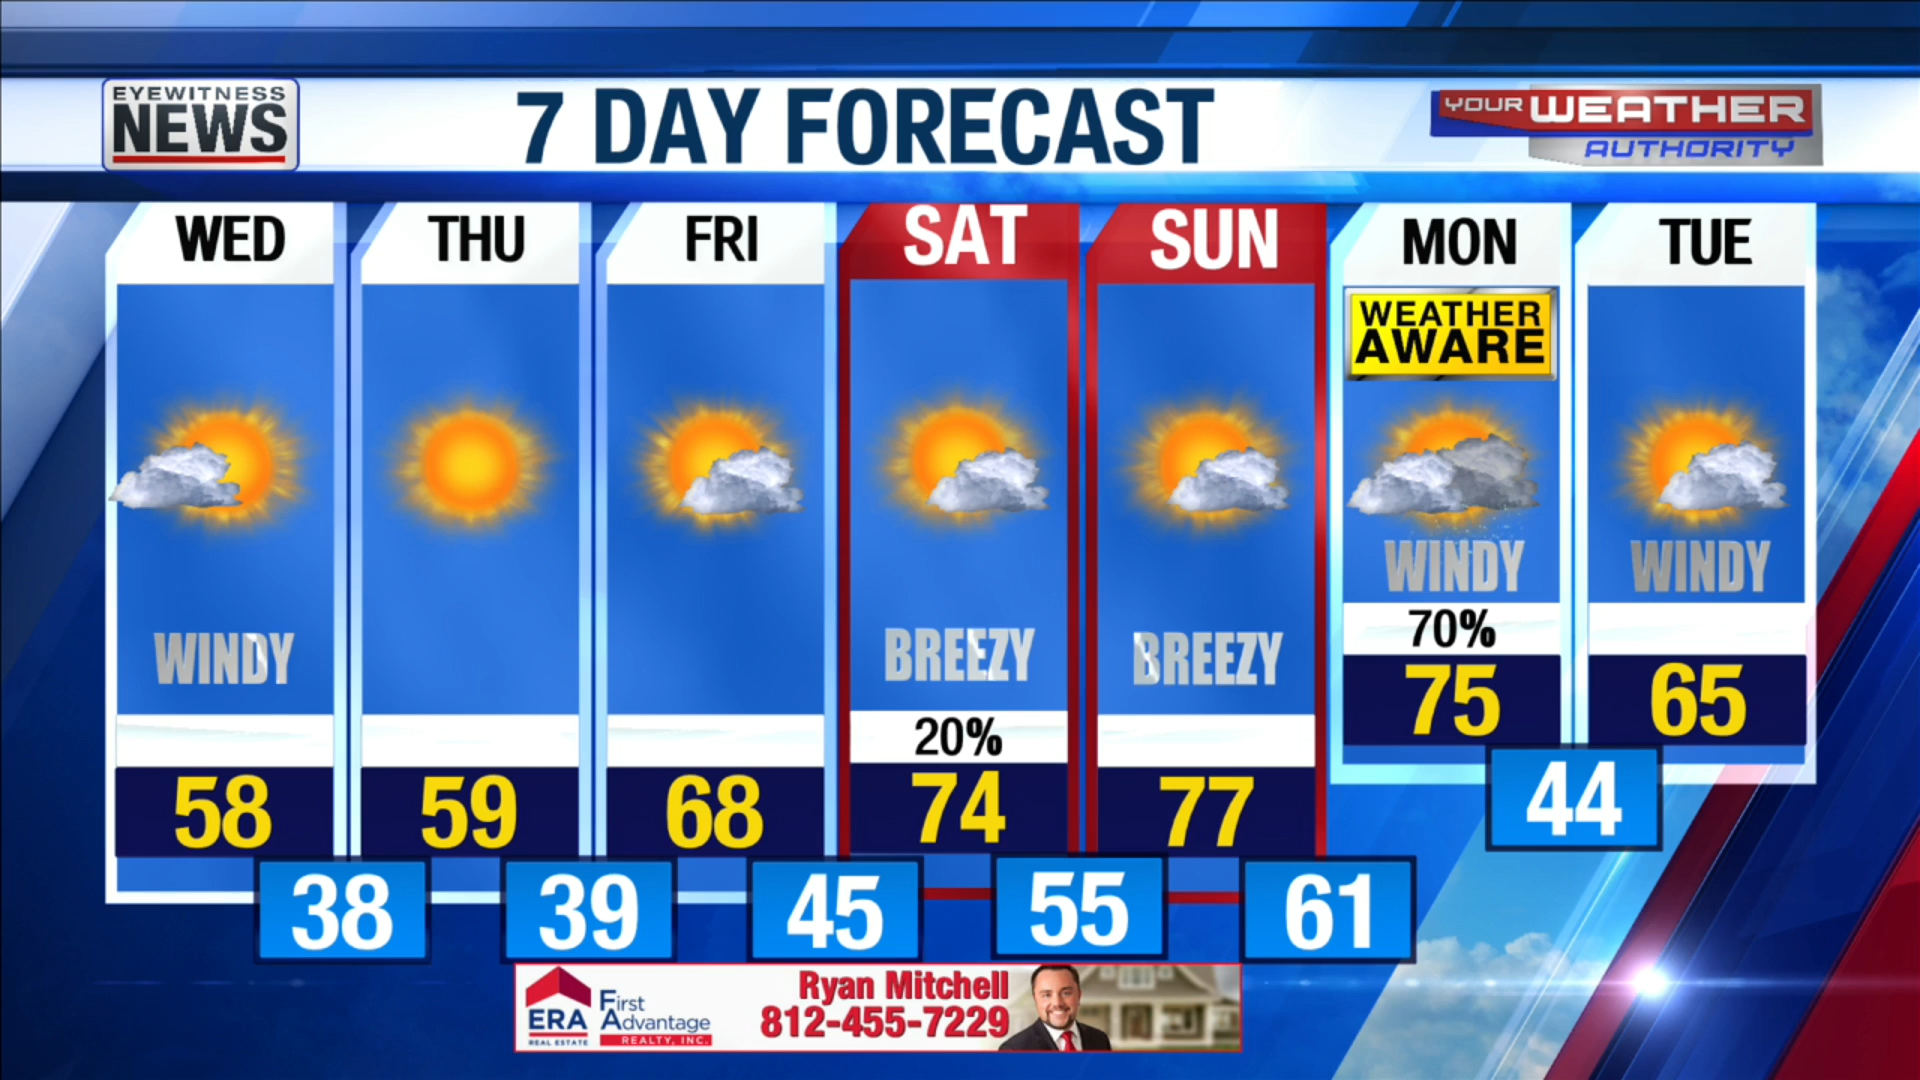 EYEWITNESS
NEWS
7 DAY FORECAST
YOUR WEATHER
AUTHORITY
WED
THU
FRI
SAT
SUN
MON
TUE
WEATHER
AWARE
WINDY
WINDY
WINDY
BREEZY
BREEZY
70%
20%
75
65
58
59
68
74
77
44
38
39
45
55
61
ERA
REAL ESTATE
First
Advantage
REALTY, INC.
Ryan Mitchell
812-455-7229